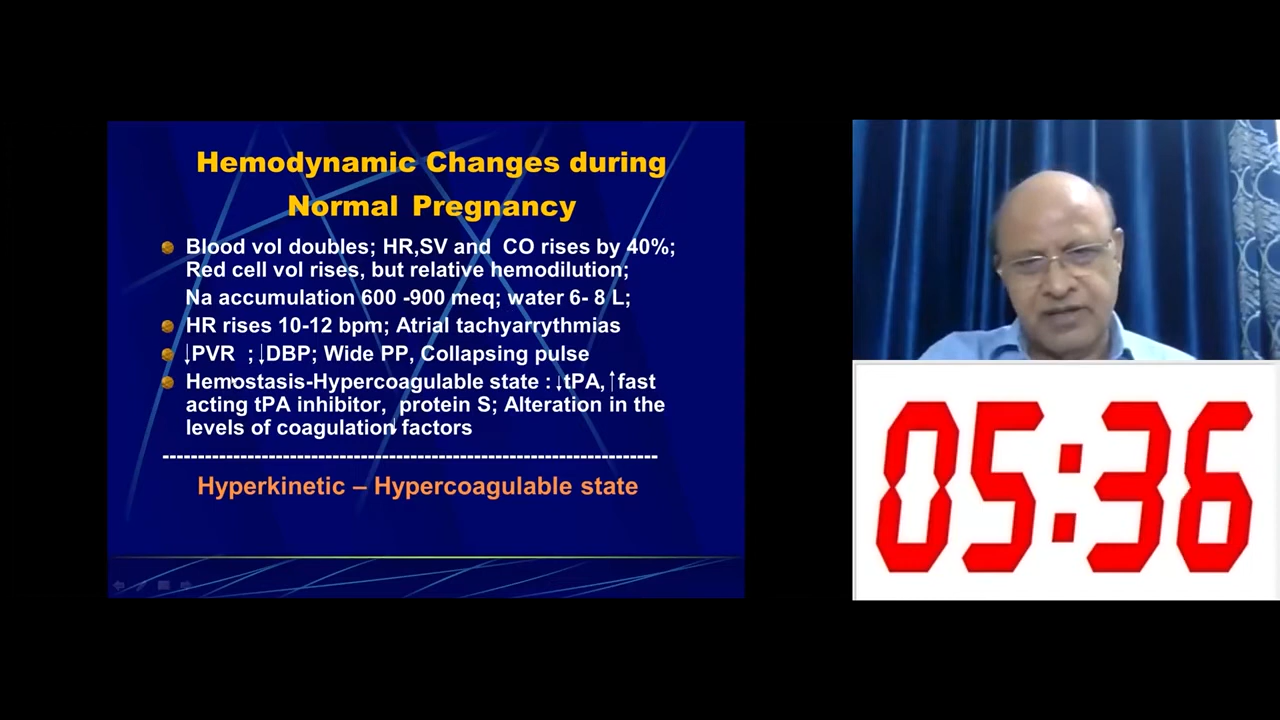 Hemodynamic Changes during
Normal Pregnancy
Blood vol doubles; HR,SV and CO rises by 40%;
Red cell vol rises, but relative hemodilution;
Na accumulation 600 -900 meq; water 6- 8 L;
HR rises 10-12 bpm; Atrial tachyarrythmias
↓PVR ; ↓DBP; Wide PP, Collapsing pulse
Hemostasis-Hypercoagulable state : ↓tPA, ↑fast
acting tPA inhibitor, protein S; Alteration in the
levels of coagulation↓ factors
Hyperkinetic – Hypercoagulable state
05:36